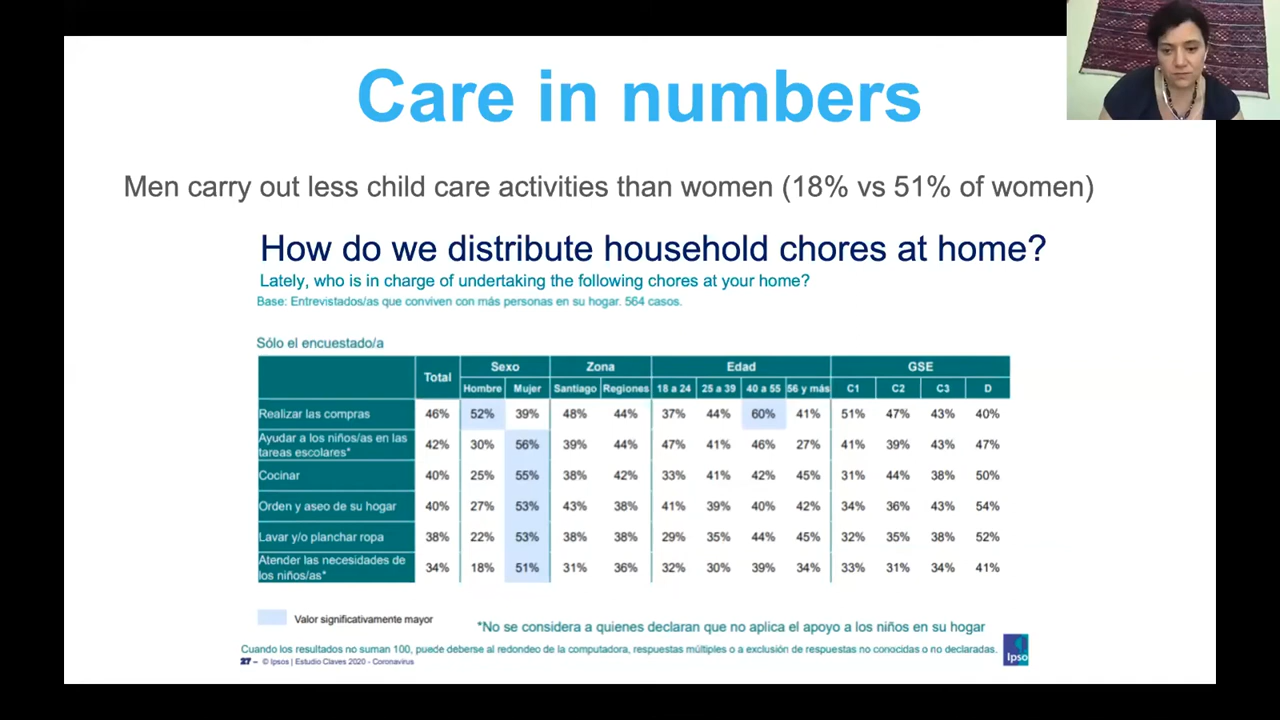 Care in numbers
Men carry out less child care activities than women (18% vs 51% of women)
How do we distribute household chores at home?
Lately, who is in charge of undertaking the following chores at your home?
Base: Entrevistados/as que conviven con más personas en su hogar. 564 casos.
Sólo el encuestado/a
Total Sexo Zona Edad GSE
Hombre Mujer Santiago Regiones 18 a 24 25 a 39 40 a 55 56 y más C1 C2 C3 D
Realizar las compras 46% 52% 39% 48% 44% 37% 44% 60% 41% 51% 47% 43% 40%
Ayudar a los niños/as en las
tareas escolares* 42% 30% 56% 39% 44% 47% 41% 46% 27% 41% 39% 43% 47%
Cocinar 40% 25% 55% 38% 42% 33% 41% 42% 45% 31% 44% 38% 50%
Orden y aseo de su hogar 40% 27% 53% 43% 38% 41% 39% 40% 42% 34% 36% 43% 54%
Lavar y/o planchar ropa 38% 22% 53% 38% 38% 29% 35% 44% 45% 32% 35% 38% 52%
Atender las necesidades de
los niños/as* 34% 18% 51% 31% 36% 32% 30% 39% 34% 33% 31% 34% 41%
Valor significativamente mayor
*No se considera a quienes declaran que no aplica el apoyo a los niños en su hogar
Cuando los resultados no suman 100, puede deberse al redondeo de la computadora, respuestas múltiples o a exclusión de respuestas no conocidas o no declaradas.
27 – © Ipsos | Estudio Claves 2020 - Coronavirus
Ipso